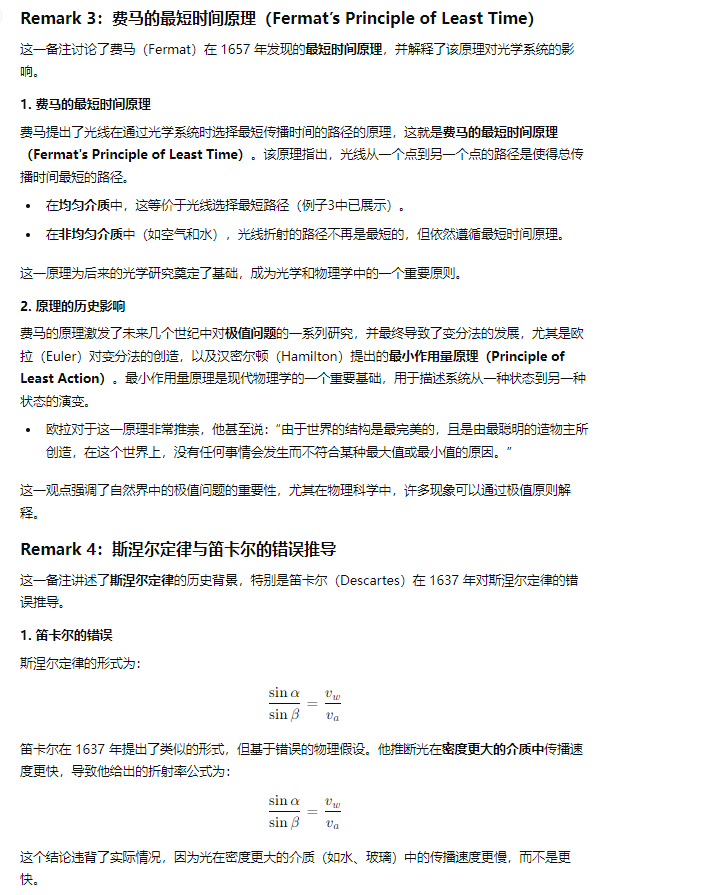 Remark 3：费马的最短时间原理（Fermat’s Principle of Least Time）
这一备注讨论了费马（Fermat）在 1657 年发现的最短时间原理，并解释了该原理对光学系统的影
响。
1. 费马的最短时间原理
费马提出了光线在通过光学系统时选择最短传播时间的路径的原理，这就是费马的最短时间原理
（Fermat's Principle of Least Time）。该原理指出，光线从一个点到另一个点的路径是使得总传
播时间最短的路径。
• 在均匀介质中，这等价于光线选择最短路径（例子3中已展示）。
• 在非均匀介质中（如空气和水），光线折射的路径不再是最短的，但依然遵循最短时间原理。
这一原理为后来的光学研究奠定了基础，成为光学和物理学中的一个重要原则。
2. 原理的历史影响
费马的原理激发了未来几个世纪中对极值问题的一系列研究，并最终导致了变分法的发展，尤其是欧
拉（Euler）对变分法的创造，以及汉密尔顿（Hamilton）提出的最小作用量原理（Principle of
Least Action）。最小作用量原理是现代物理学的一个重要基础，用于描述系统从一种状态到另一种
状态的演变。
• 欧拉对于这一原理非常推崇，他甚至说：“由于世界的结构是最完美的，且是由最聪明的造物主所
创造，在这个世界上，没有任何事情会发生而不符合某种最大值或最小值的原因。”
这一观点强调了自然界中的极值问题的重要性，尤其在物理科学中，许多现象可以通过极值原则解
释。
Remark 4：斯涅尔定律与笛卡尔的错误推导
这一备注讲述了斯涅尔定律的历史背景，特别是笛卡尔（Descartes）在 1637 年对斯涅尔定律的错
误推导。
1. 笛卡尔的错误
斯涅尔定律的形式为：
sin α / sin β = v_w / v_a
笛卡尔在 1637 年提出了类似的形式，但基于错误的物理假设。他推断光在密度更大的介质中传播速
度更快，导致他给出的折射率公式为：
sin α / sin β = v_w / v_a
这个结论违背了实际情况，因为光在密度更大的介质（如水、玻璃）中的传播速度更慢，而不是更
快。